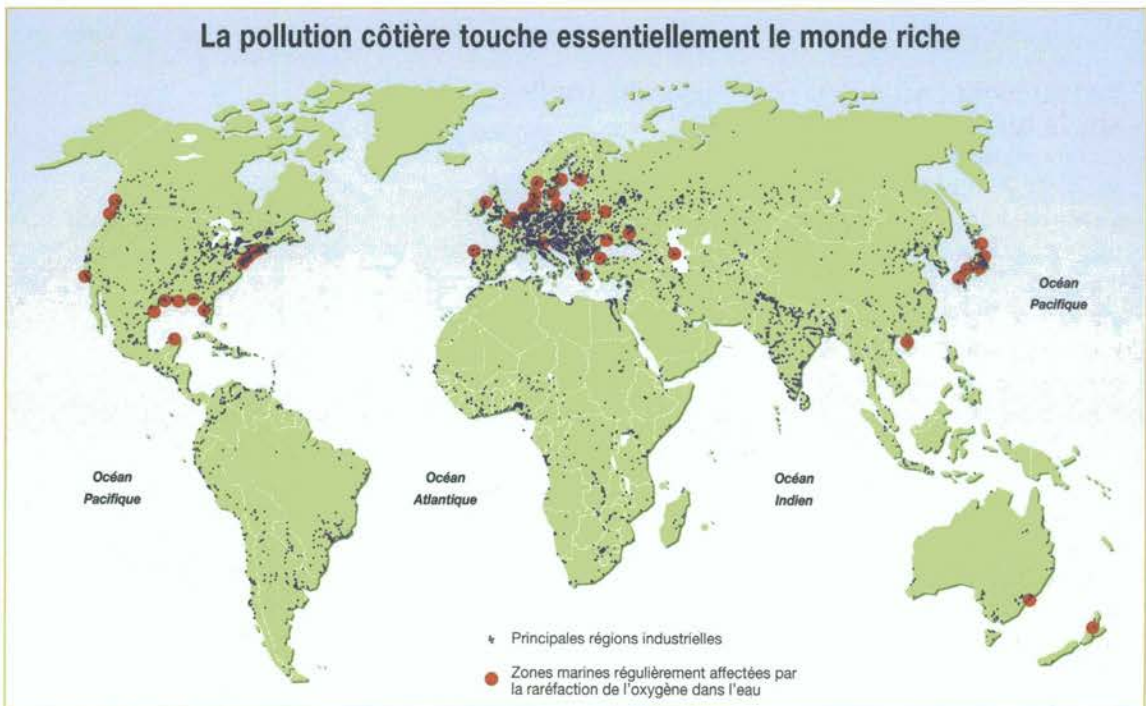 La pollution côtière touche essentiellement le monde riche
Océan
Pacifique
Océan
Pacifique
Océan
Atlantique
Océan
Indien
Principales régions industrielles
Zones marines régulièrement affectées par
la raréfaction de l'oxygène dans l'eau